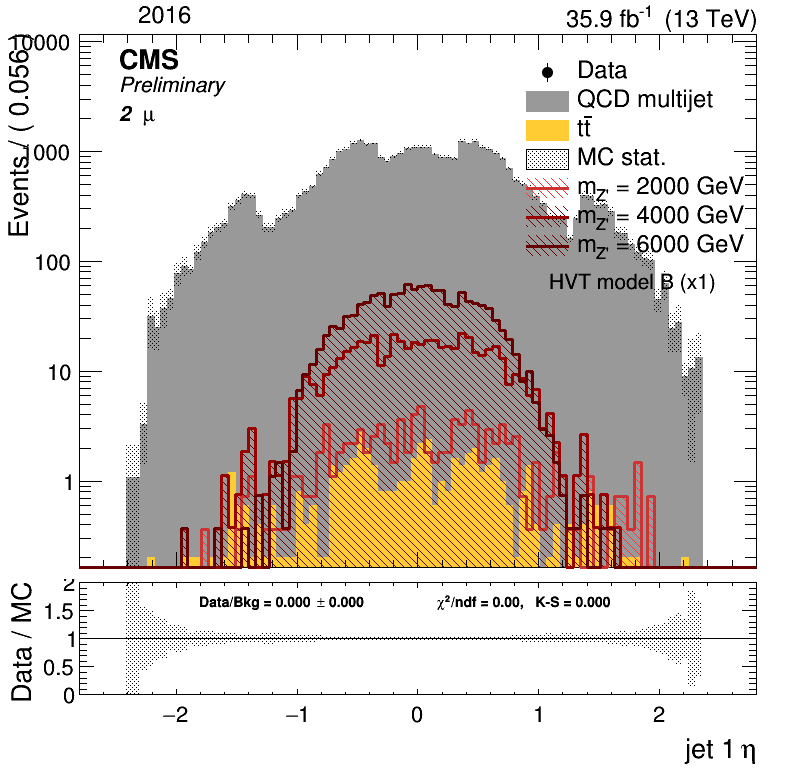 2016
35.9 fb⁻¹ (13 TeV)
CMS
Preliminary
2 μ
Data
QCD multijet
tt̄
MC stat.
m_Z' = 2000 GeV
m_Z' = 4000 GeV
m_Z' = 6000 GeV
HVT model B (x1)
Events / ( 0.056 )
10000
1000
100
10
1
Data/Bkg = 0.000 ± 0.000
χ²/ndf = 0.00, K-S = 0.000
Data / MC
2
1.5
1
0.5
0
−2 −1 0 1 2
jet 1 η